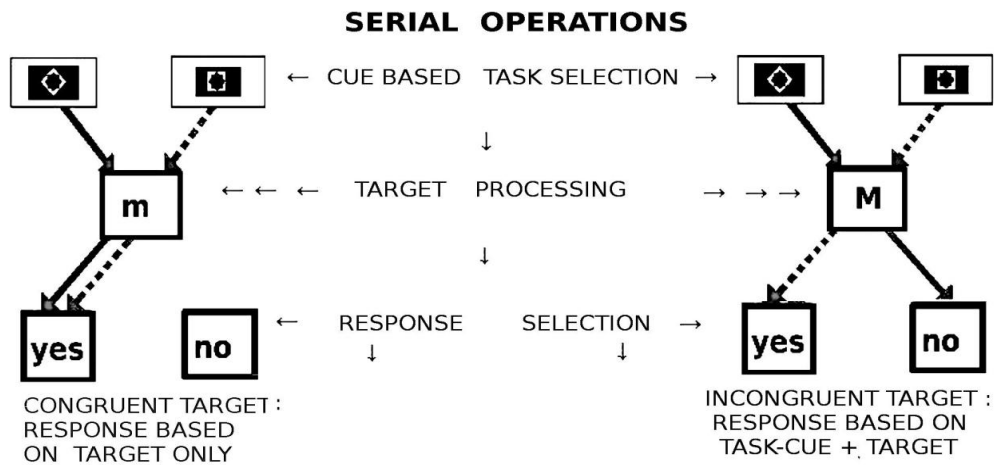 SERIAL OPERATIONS
← CUE BASED TASK SELECTION →
↓
m
← ← ← TARGET PROCESSING → → →
M
↓
yes
no
← RESPONSE SELECTION →
yes
no
↓ ↓
CONGRUENT TARGET :
RESPONSE BASED
ON TARGET ONLY
INCONGRUENT TARGET :
RESPONSE BASED ON
TASK-CUE + TARGET